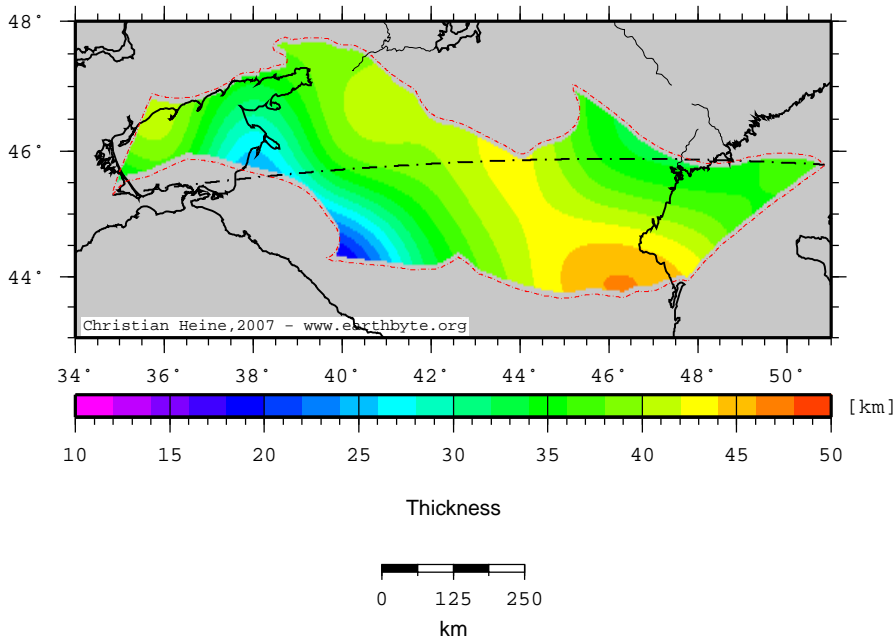 48°
46°
44°
Christian Heine,2007 - www.earthbyte.org
34° 36° 38° 40° 42° 44° 46° 48° 50°
[km]
10 15 20 25 30 35 40 45 50
Thickness
0 125 250
km